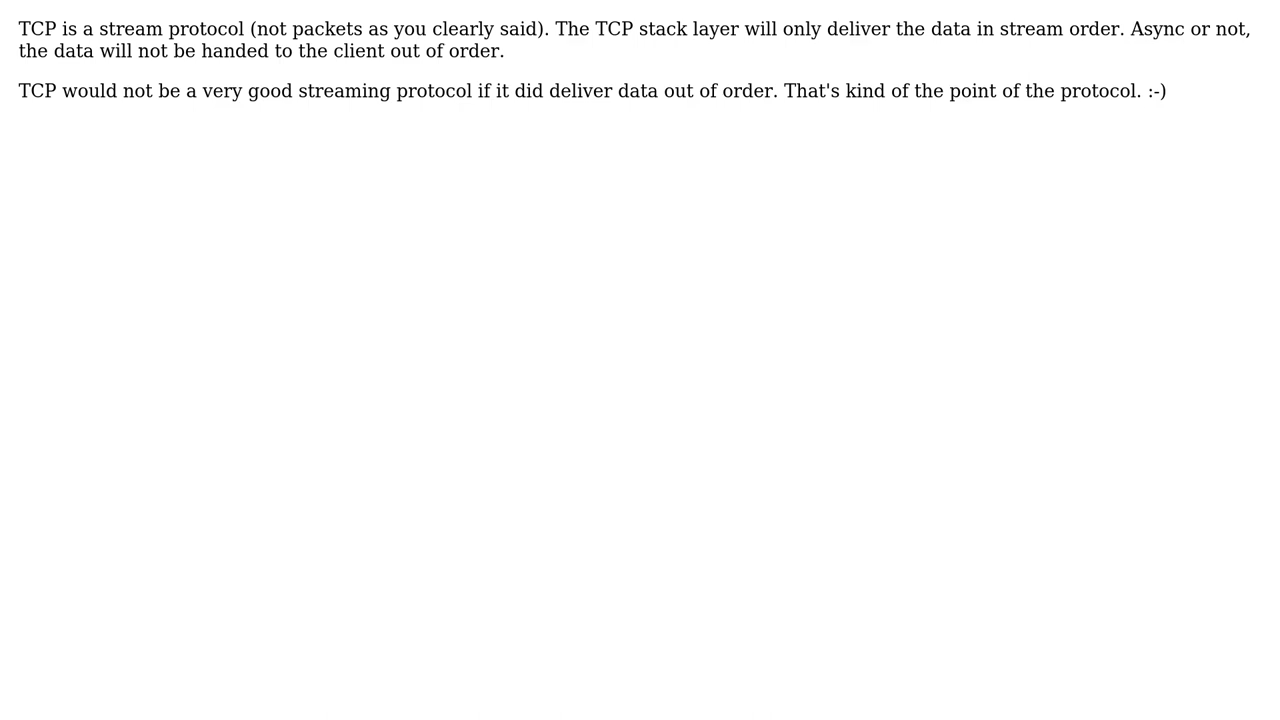 TCP is a stream protocol (not packets as you clearly said). The TCP stack layer will only deliver the data in stream order. Async or not,
the data will not be handed to the client out of order.
TCP would not be a very good streaming protocol if it did deliver data out of order. That's kind of the point of the protocol. :-)